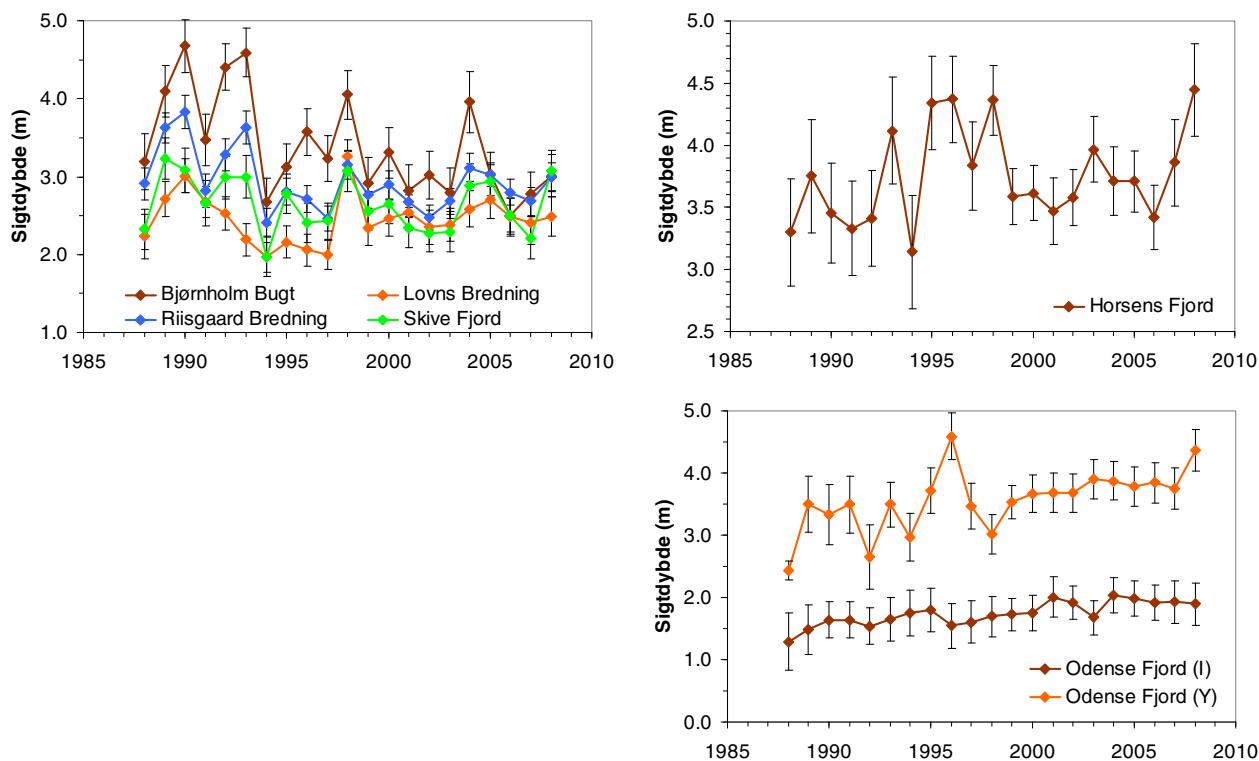 5.0
4.0
3.0
2.0
1.0
Sigtdybde (m)
Bjørnholm Bugt
Lovns Bredning
Riisgaard Bredning
Skive Fjord
1985 1990 1995 2000 2005 2010
5.0
4.5
4.0
3.5
3.0
2.5
Sigtdybde (m)
Horsens Fjord
1985 1990 1995 2000 2005 2010
5.0
4.0
3.0
2.0
1.0
0.0
Sigtdybde (m)
Odense Fjord (I)
Odense Fjord (Y)
1985 1990 1995 2000 2005 2010